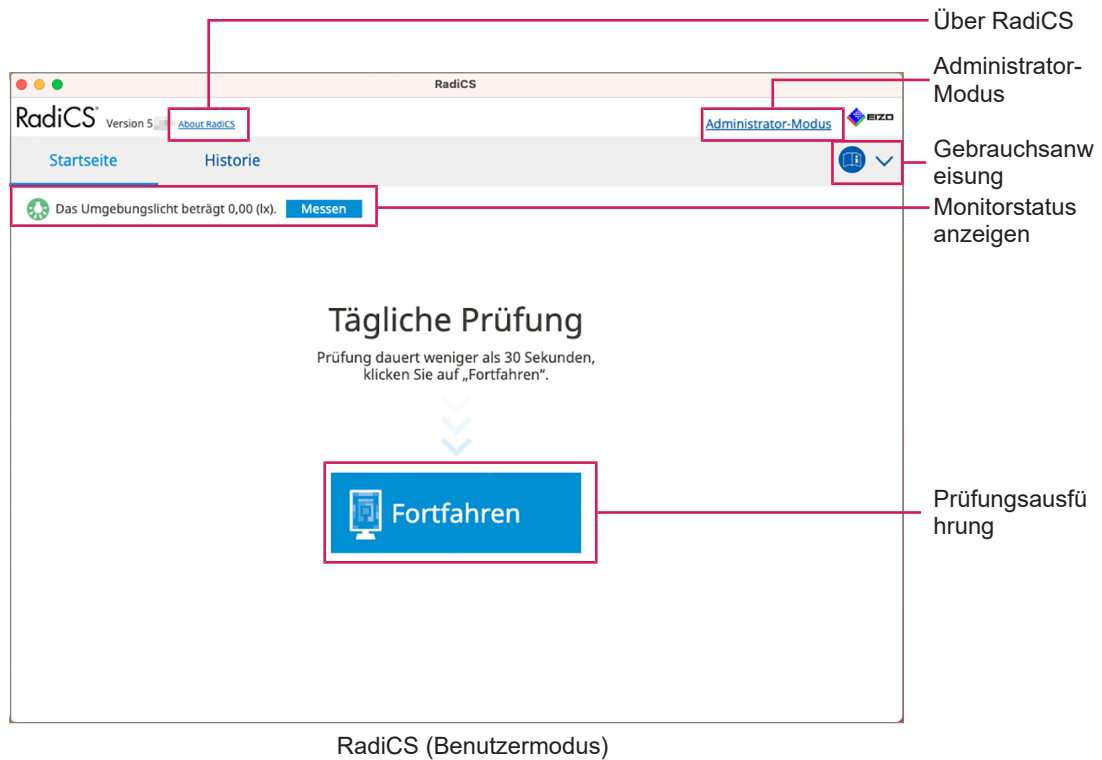 Über RadiCS
Administrator-
Modus
RadiCS
RadiCS Version 5 About RadiCS
Administrator-Modus EIZO
Startseite Historie
Gebrauchsanw
eisung
Das Umgebungslicht beträgt 0,00 (lx). Messen
Monitorstatus
anzeigen
Tägliche Prüfung
Prüfung dauert weniger als 30 Sekunden,
klicken Sie auf „Fortfahren“.
Fortfahren
Prüfungsausfü
hrung
RadiCS (Benutzermodus)